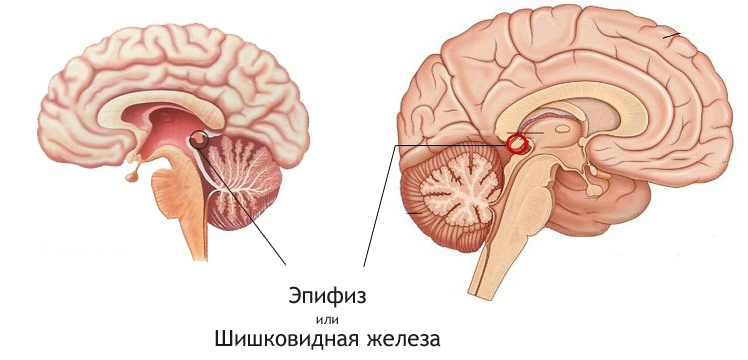 Эпифиз
или
Шишковидная железа